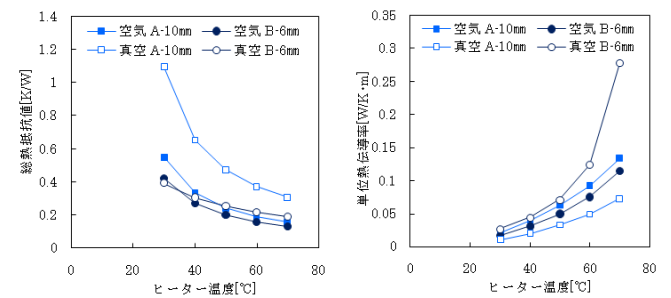 1.4
1.2
1
0.8
0.6
0.4
0.2
0
総熱抵抗値[K/W]
空気 A-10mm
空気 B-6mm
真空 A-10mm
真空 B-6mm
0
20
40
60
80
ヒーター温度[℃]
0.35
0.3
0.25
0.2
0.15
0.1
0.05
0
単位熱伝導率[W/K・m]
空気 A-10mm
空気 B-6mm
真空 A-10mm
真空 B-6mm
0
20
40
60
80
ヒーター温度[℃]